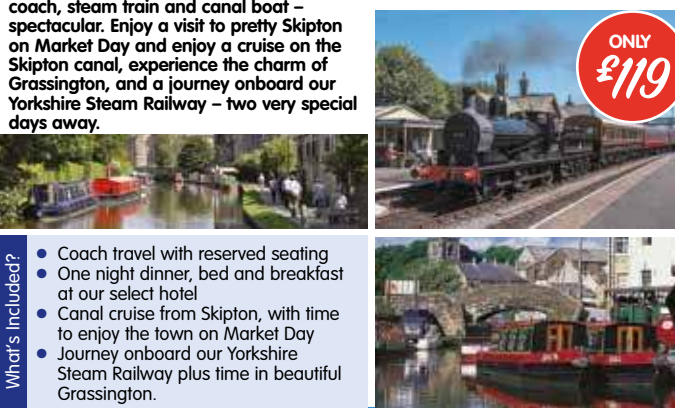 coach, steam train and canal boat –
spectacular. Enjoy a visit to pretty Skipton
on Market Day and enjoy a cruise on the
Skipton canal, experience the charm of
Grassington, and a journey onboard our
Yorkshire Steam Railway – two very special
days away.
ONLY
£119
What's Included?
● Coach travel with reserved seating
● One night dinner, bed and breakfast
at our select hotel
● Canal cruise from Skipton, with time
to enjoy the town on Market Day
● Journey onboard our Yorkshire
Steam Railway plus time in beautiful
Grassington.